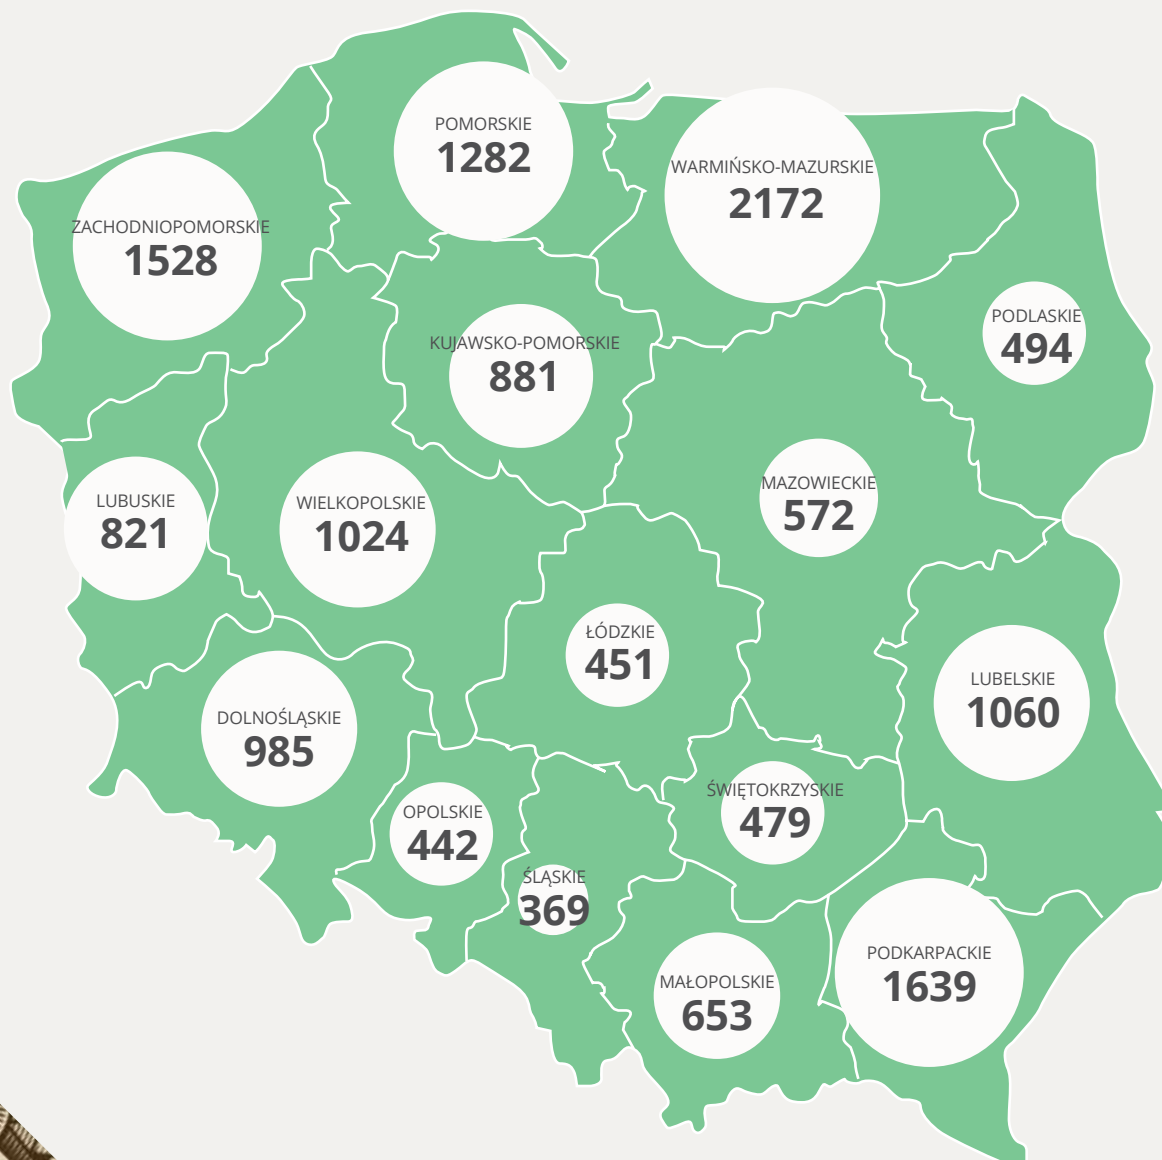 POMORSKIE
1282
WARMIŃSKO-MAZURSKIE
2172
ZACHODNIOPOMORSKIE
1528
PODLASKIE
494
KUJAWSKO-POMORSKIE
881
MAZOWIECKIE
572
LUBUSKIE
821
WIELKOPOLSKIE
1024
ŁÓDZKIE
451
LUBELSKIE
1060
DOLNOŚLĄSKIE
985
ŚWIĘTOKRZYSKIE
479
OPOLSKIE
442
ŚLĄSKIE
369
PODKARPACKIE
1639
MAŁOPOLSKIE
653